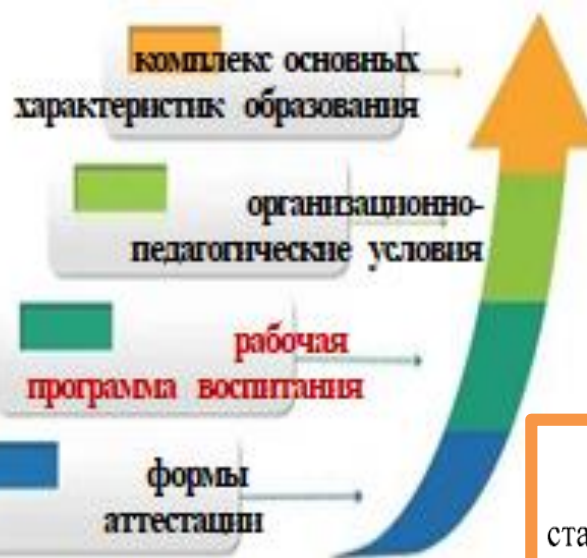 комплекс основных
характеристик образования
организационно-
педагогические условия
рабочая
программа воспитания
формы
аттестации